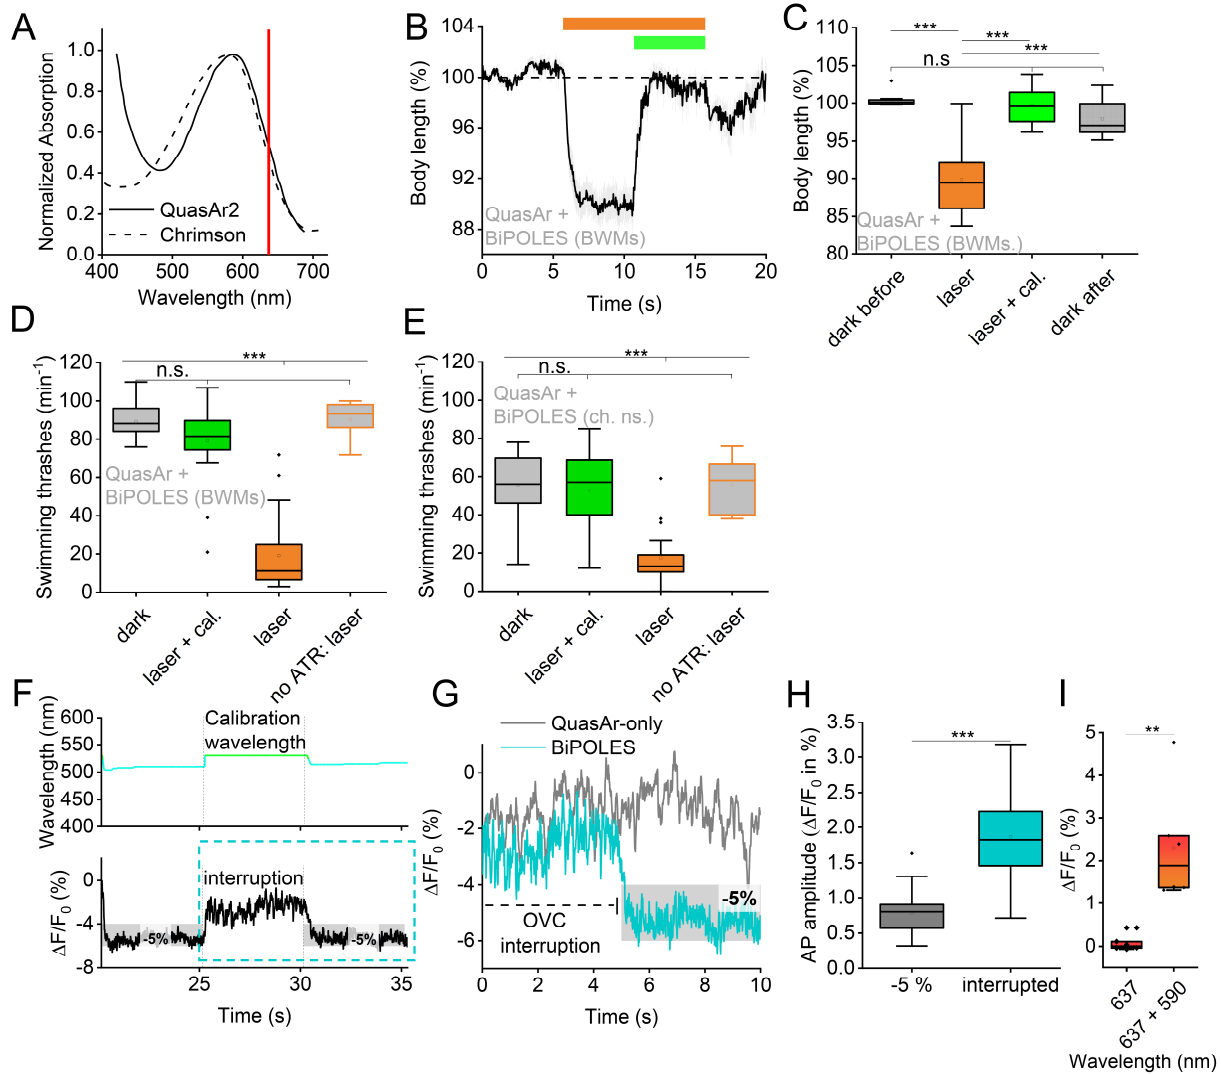 A
Normalized Absorption
1.0
0.8
0.6
0.4
0.2
0.0
QuasAr2
Chrimson
400
500
600
700
Wavelength (nm)
B
Body length (%)
104
100
96
92
88
QuasAr +
BiPOLES (BWMs)
0
5
10
15
20
Time (s)
C
Body length (%)
110
100
95
90
85
80
***
***
***
n.s
QuasAr +
BiPOLES (BWMs.)
dark before
laser
laser + cal.
dark after
D
Swimming thrashes (min-1)
120
100
80
60
40
20
0
***
n.s.
QuasAr +
BiPOLES (BWMs)
dark
laser + cal.
laser
no ATR: laser
E
Swimming thrashes (min-1)
120
100
80
60
40
20
0
***
n.s.
QuasAr +
BiPOLES (ch. ns.)
dark
laser + cal.
laser
no ATR: laser
F
Wavelength (nm)
600
550
500
450
400
Calibration
wavelength
ΔF/F0 (%)
0
-4
-8
interruption
-5%
-5%
25
30
35
Time (s)
G
QuasAr-only
BiPOLES
ΔF/F0 (%)
0
-2
-4
-6
-5%
OVC
interruption
0
2
4
6
8
10
Time (s)
H
AP amplitude (ΔF/F0 in %)
3.5
3.0
2.5
2.0
1.5
1.0
0.5
0.0
***
-5 %
interrupted
I
ΔF/F0 (%)
5
4
3
2
1
0
**
637
637 + 590
Wavelength (nm)